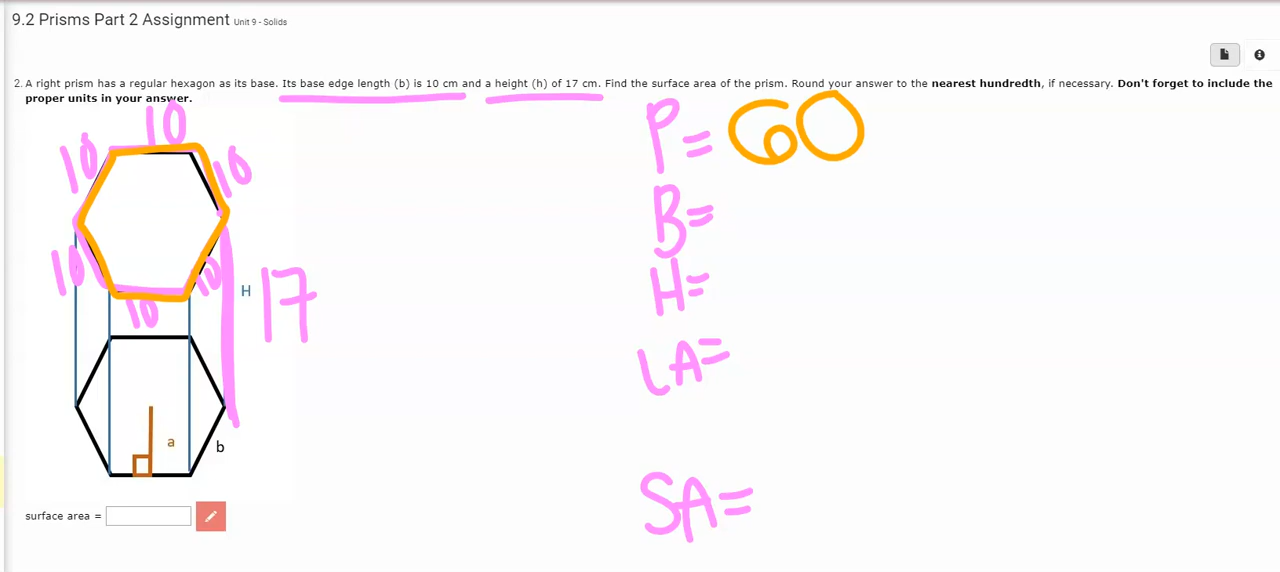 9.2 Prisms Part 2 Assignment Unit 9 - Solids
2. A right prism has a regular hexagon as its base. Its base edge length (b) is 10 cm and a height (h) of 17 cm. Find the surface area of the prism. Round your answer to the nearest hundredth, if necessary. Don't forget to include the
proper units in your answer.
10
10
10
10
10
10
H
17
a
b
P= 60
B=
H=
LA=
SA=
surface area =